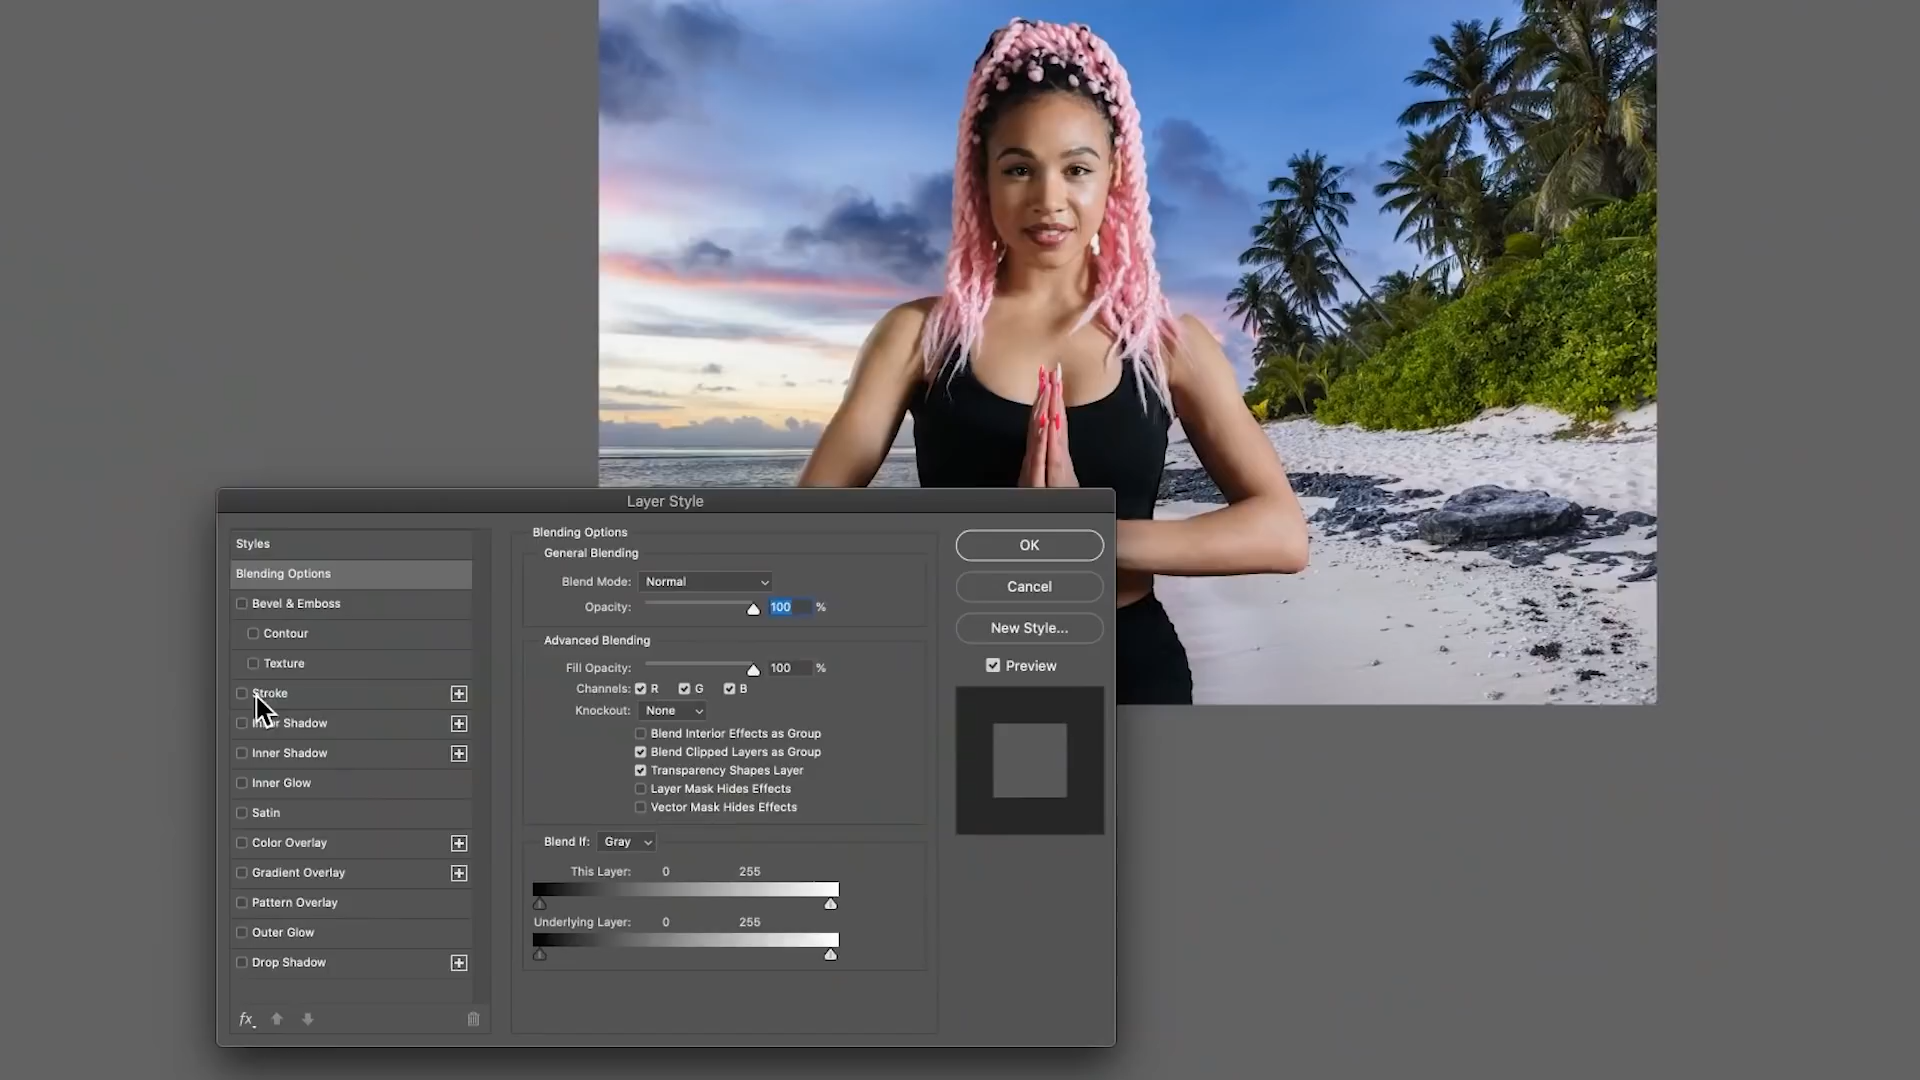 Layer Style
Styles
Blending Options
Bevel & Emboss
Contour
Texture
Stroke
Inner Shadow
Inner Shadow
Inner Glow
Satin
Color Overlay
Gradient Overlay
Pattern Overlay
Outer Glow
Drop Shadow
fx
Blending Options
General Blending
Blend Mode: Normal
Opacity: 100 %
Advanced Blending
Fill Opacity: 100 %
Channels: R G B
Knockout: None
Blend Interior Effects as Group
Blend Clipped Layers as Group
Transparency Shapes Layer
Layer Mask Hides Effects
Vector Mask Hides Effects
Blend If: Gray
This Layer: 0 255
Underlying Layer: 0 255
OK
Cancel
New Style...
Preview